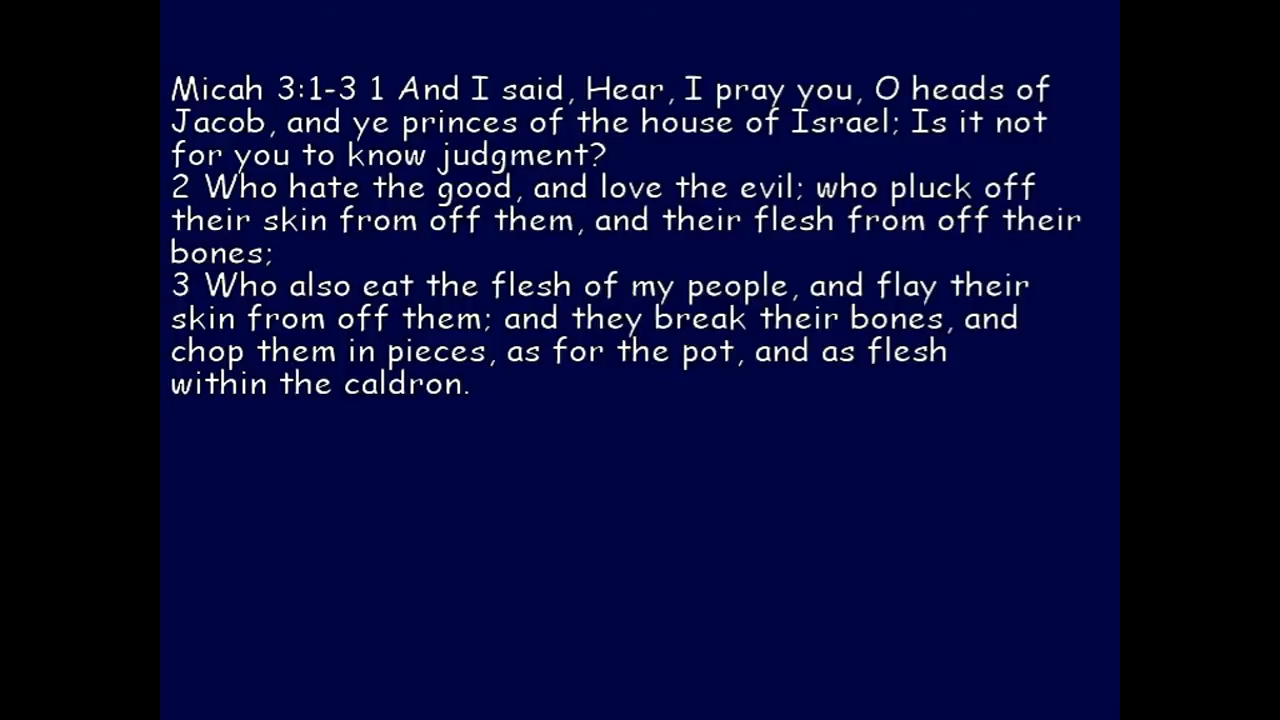 Micah 3:1-3 1 And I said, Hear, I pray you, O heads of
Jacob, and ye princes of the house of Israel; Is it not
for you to know judgment?
2 Who hate the good, and love the evil; who pluck off
their skin from off them, and their flesh from off their
bones;
3 Who also eat the flesh of my people, and flay their
skin from off them; and they break their bones, and
chop them in pieces, as for the pot, and as flesh
within the caldron.